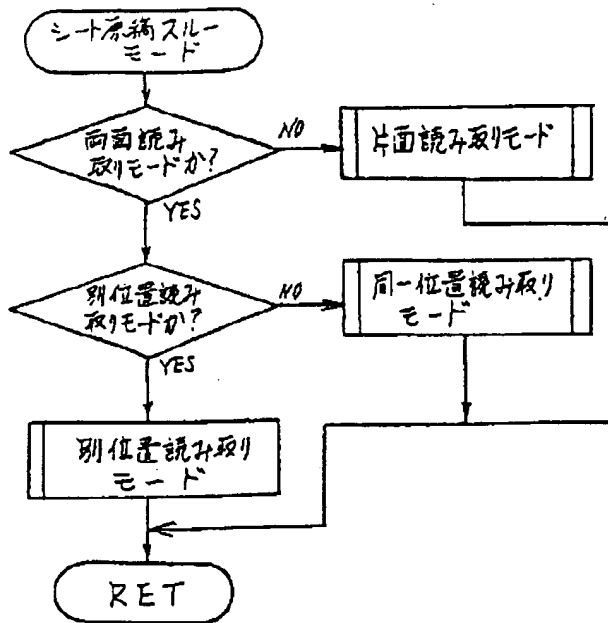 シート原稿スルー
モード
両面読み
取りモードか?
NO
片面読み取りモード
YES
別位置読み
取りモードか?
NO
同一位置読み取り
モード
YES
別位置読み取り
モード
RET